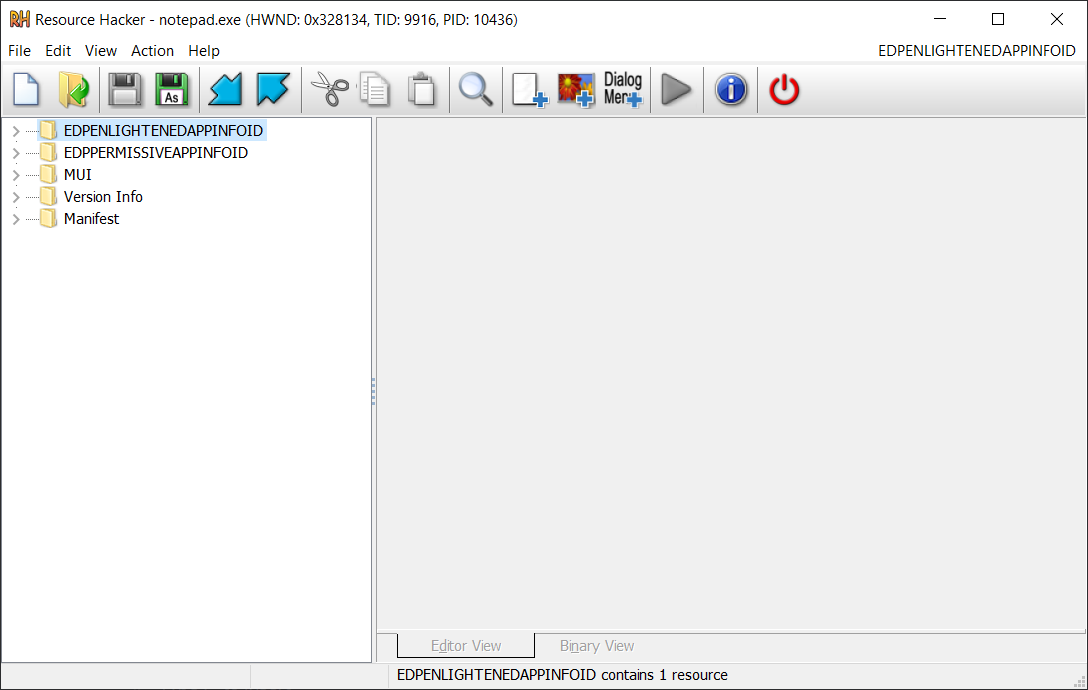 RH Resource Hacker - notepad.exe (HWND: 0x328134, TID: 9916, PID: 10436)
File Edit View Action Help EDPENLIGHTENEDAPPINFOID
As Dialog
Men
EDPENLIGHTENEDAPPINFOID
EDPPERMISSIVEAPPINFOID
MUI
Version Info
Manifest
Editor View Binary View
EDPENLIGHTENEDAPPINFOID contains 1 resource